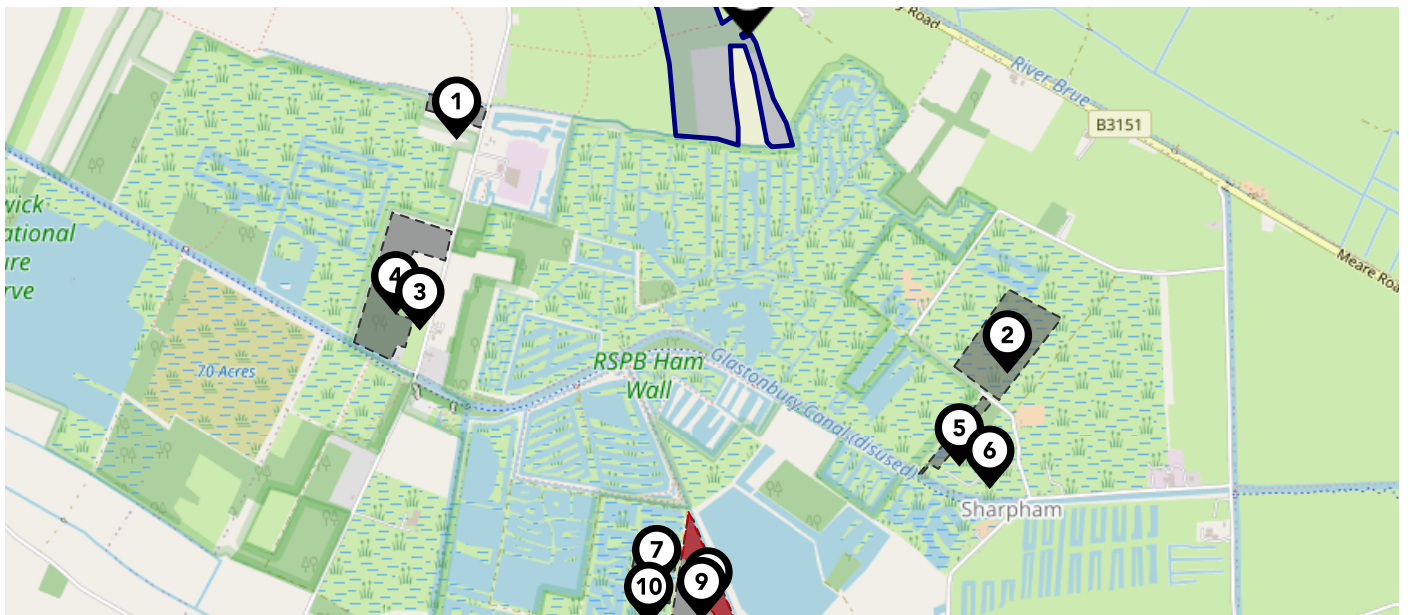 y Road
River Brue
B3151
1
wick
ational
ure
rve
4
3
2
Meare Roa
RSPB Ham
Wall
Glastonbury Canal (disused)
70 Acres
5
6
Sharpham
7
10
9